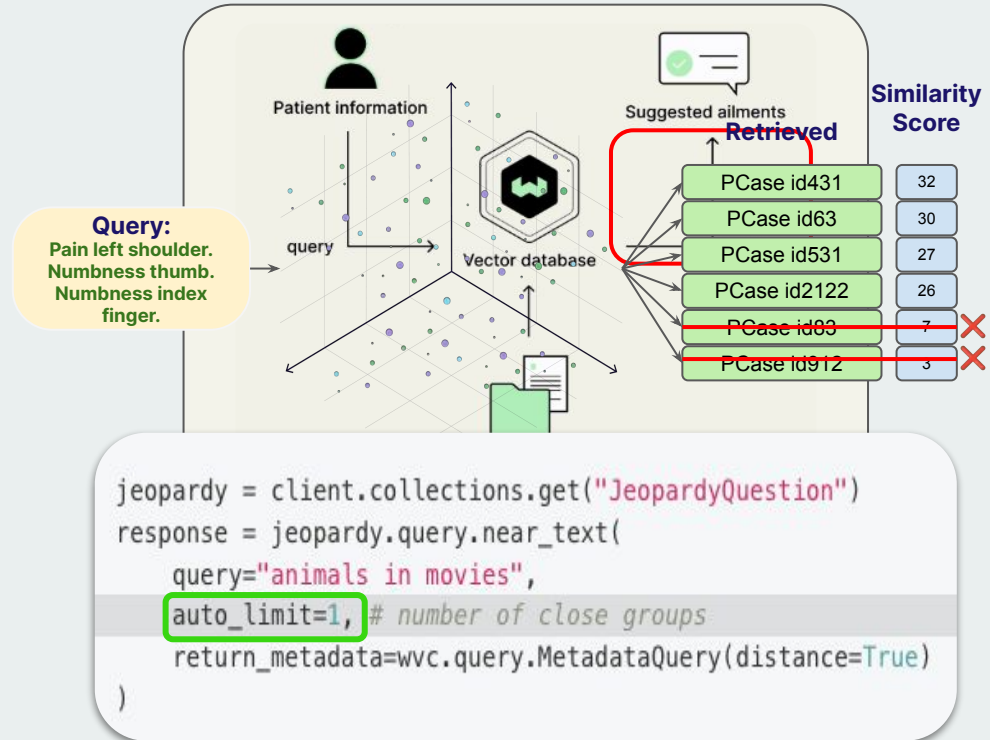 Patient information
Suggested ailments
Similarity
Score
Retrieved
Query:
Pain left shoulder.
Numbness thumb.
Numbness index
finger.
query
Vector database
PCase id431
32
PCase id63
30
PCase id531
27
PCase id2122
26
PCase id83
7
PCase id912
3
jeopardy = client.collections.get("JeopardyQuestion")
response = jeopardy.query.near_text(
    query="animals in movies",
    auto_limit=1, # number of close groups
    return_metadata=wvc.query.MetadataQuery(distance=True)
)